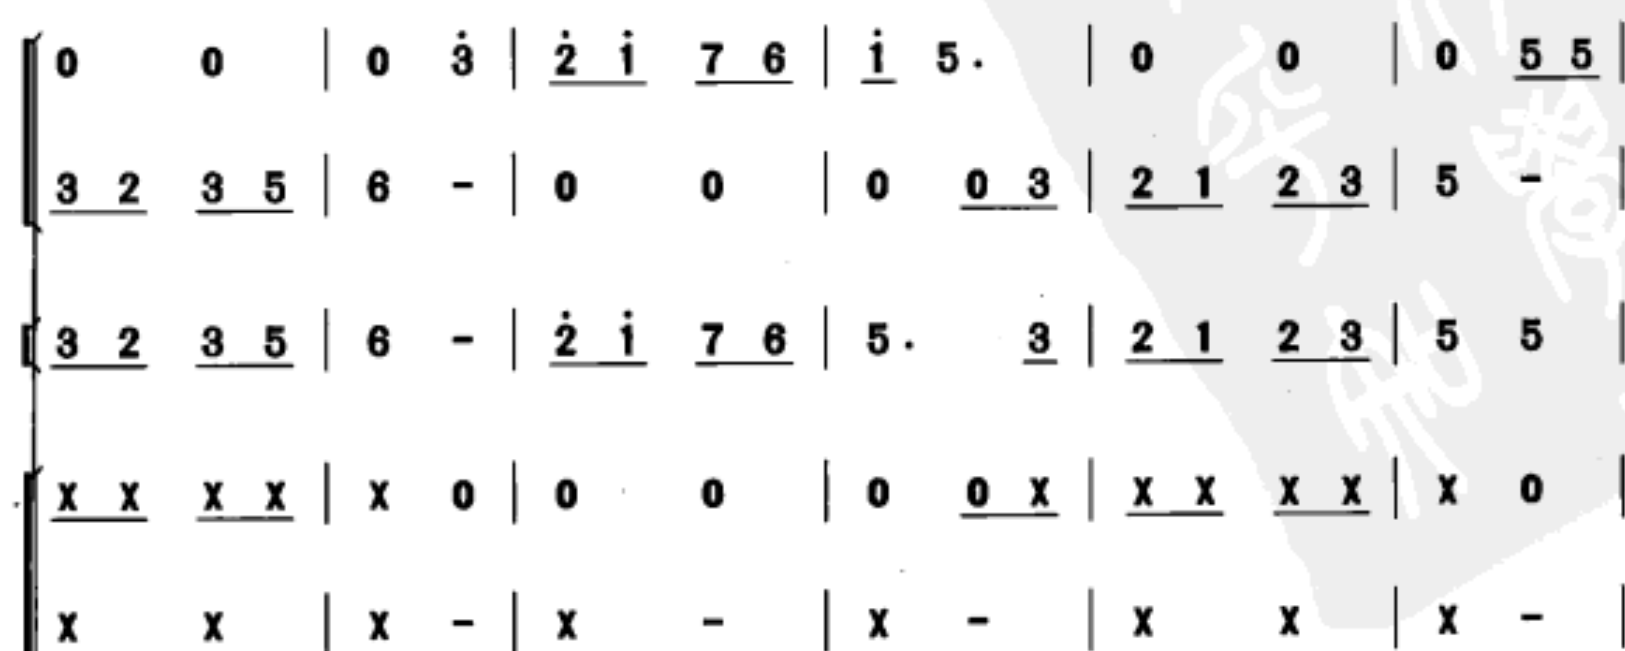 0 0 | 0 3̇ | 2̇ 1̇ 7 6 | 1̇ 5. | 0 0 | 0 5 5 |
3 2 3 5 | 6 - | 0 0 | 0 0 3 | 2 1 2 3 | 5 - |
3 2 3 5 | 6 - | 2̇ 1̇ 7 6 | 5. 3 | 2 1 2 3 | 5 5 |
X X X X | X 0 | 0 0 | 0 0 X | X X X X | X 0 |
X X | X - | X - | X - | X X | X - |